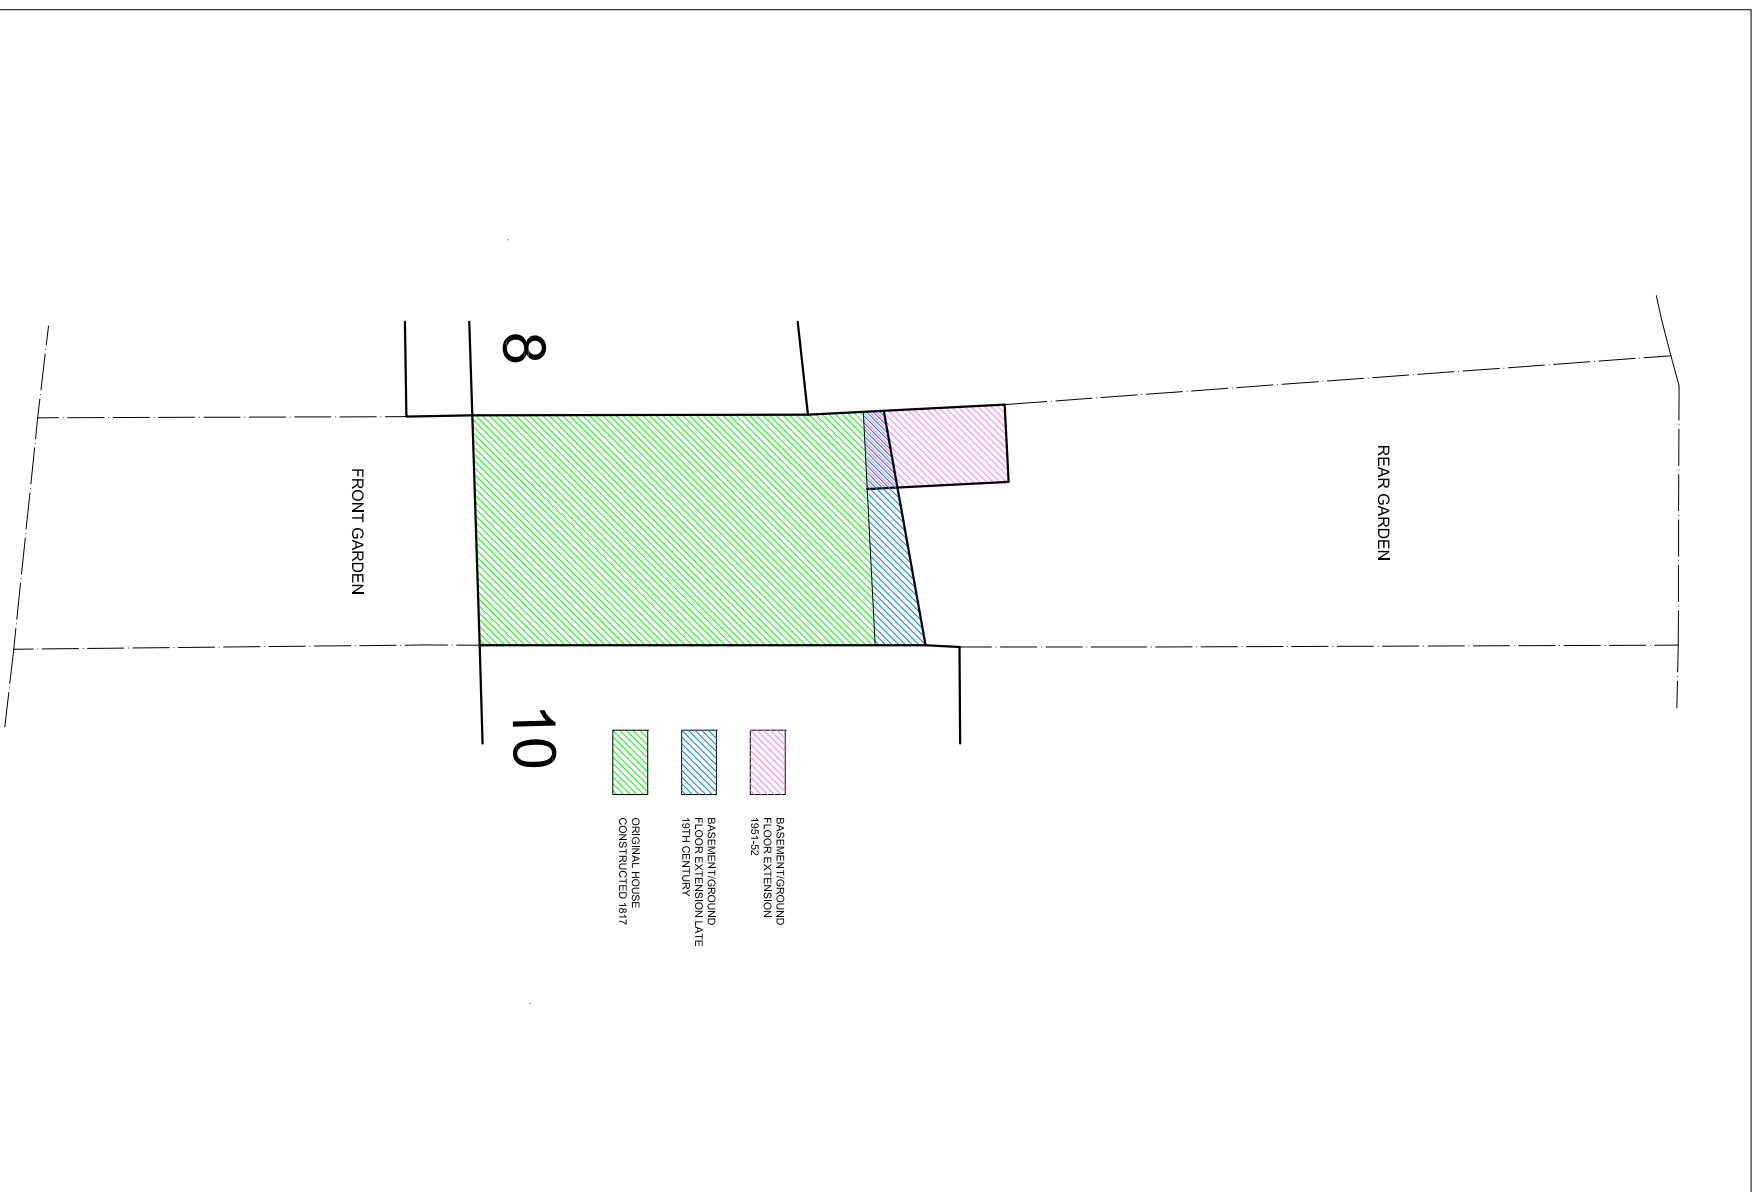 8
REAR GARDEN
FRONT GARDEN
10
BASEMENT/GROUND
FLOOR EXTENSION
1951-52
BASEMENT/GROUND
FLOOR EXTENSION LATE
19TH CENTURY
ORIGINAL HOUSE
CONSTRUCTED 1817